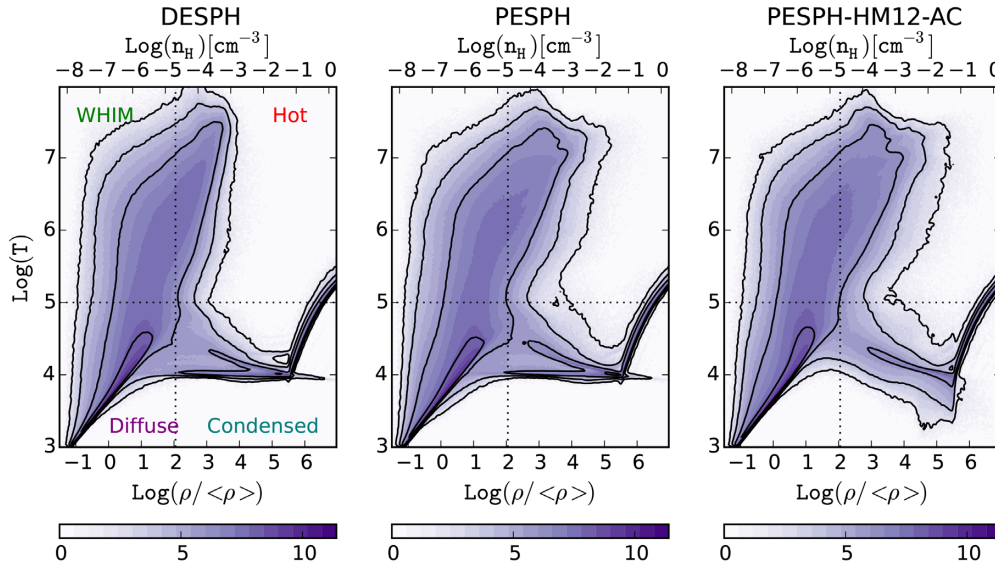 DESPH PESPH PESPH-HM12-AC
Log(n_H)[cm^{-3}] Log(n_H)[cm^{-3}] Log(n_H)[cm^{-3}]
−8 −7 −6 −5 −4 −3 −2 −1 0 −8 −7 −6 −5 −4 −3 −2 −1 0 −8 −7 −6 −5 −4 −3 −2 −1 0
WHIM Hot
7 7 7
6 6 6
Log(T)
5 5 5
4 4 4
Diffuse Condensed
3 3 3
−1 0 1 2 3 4 5 6 −1 0 1 2 3 4 5 6 −1 0 1 2 3 4 5 6
Log(ρ/<ρ>) Log(ρ/<ρ>) Log(ρ/<ρ>)
0 5 10 0 5 10 0 5 10